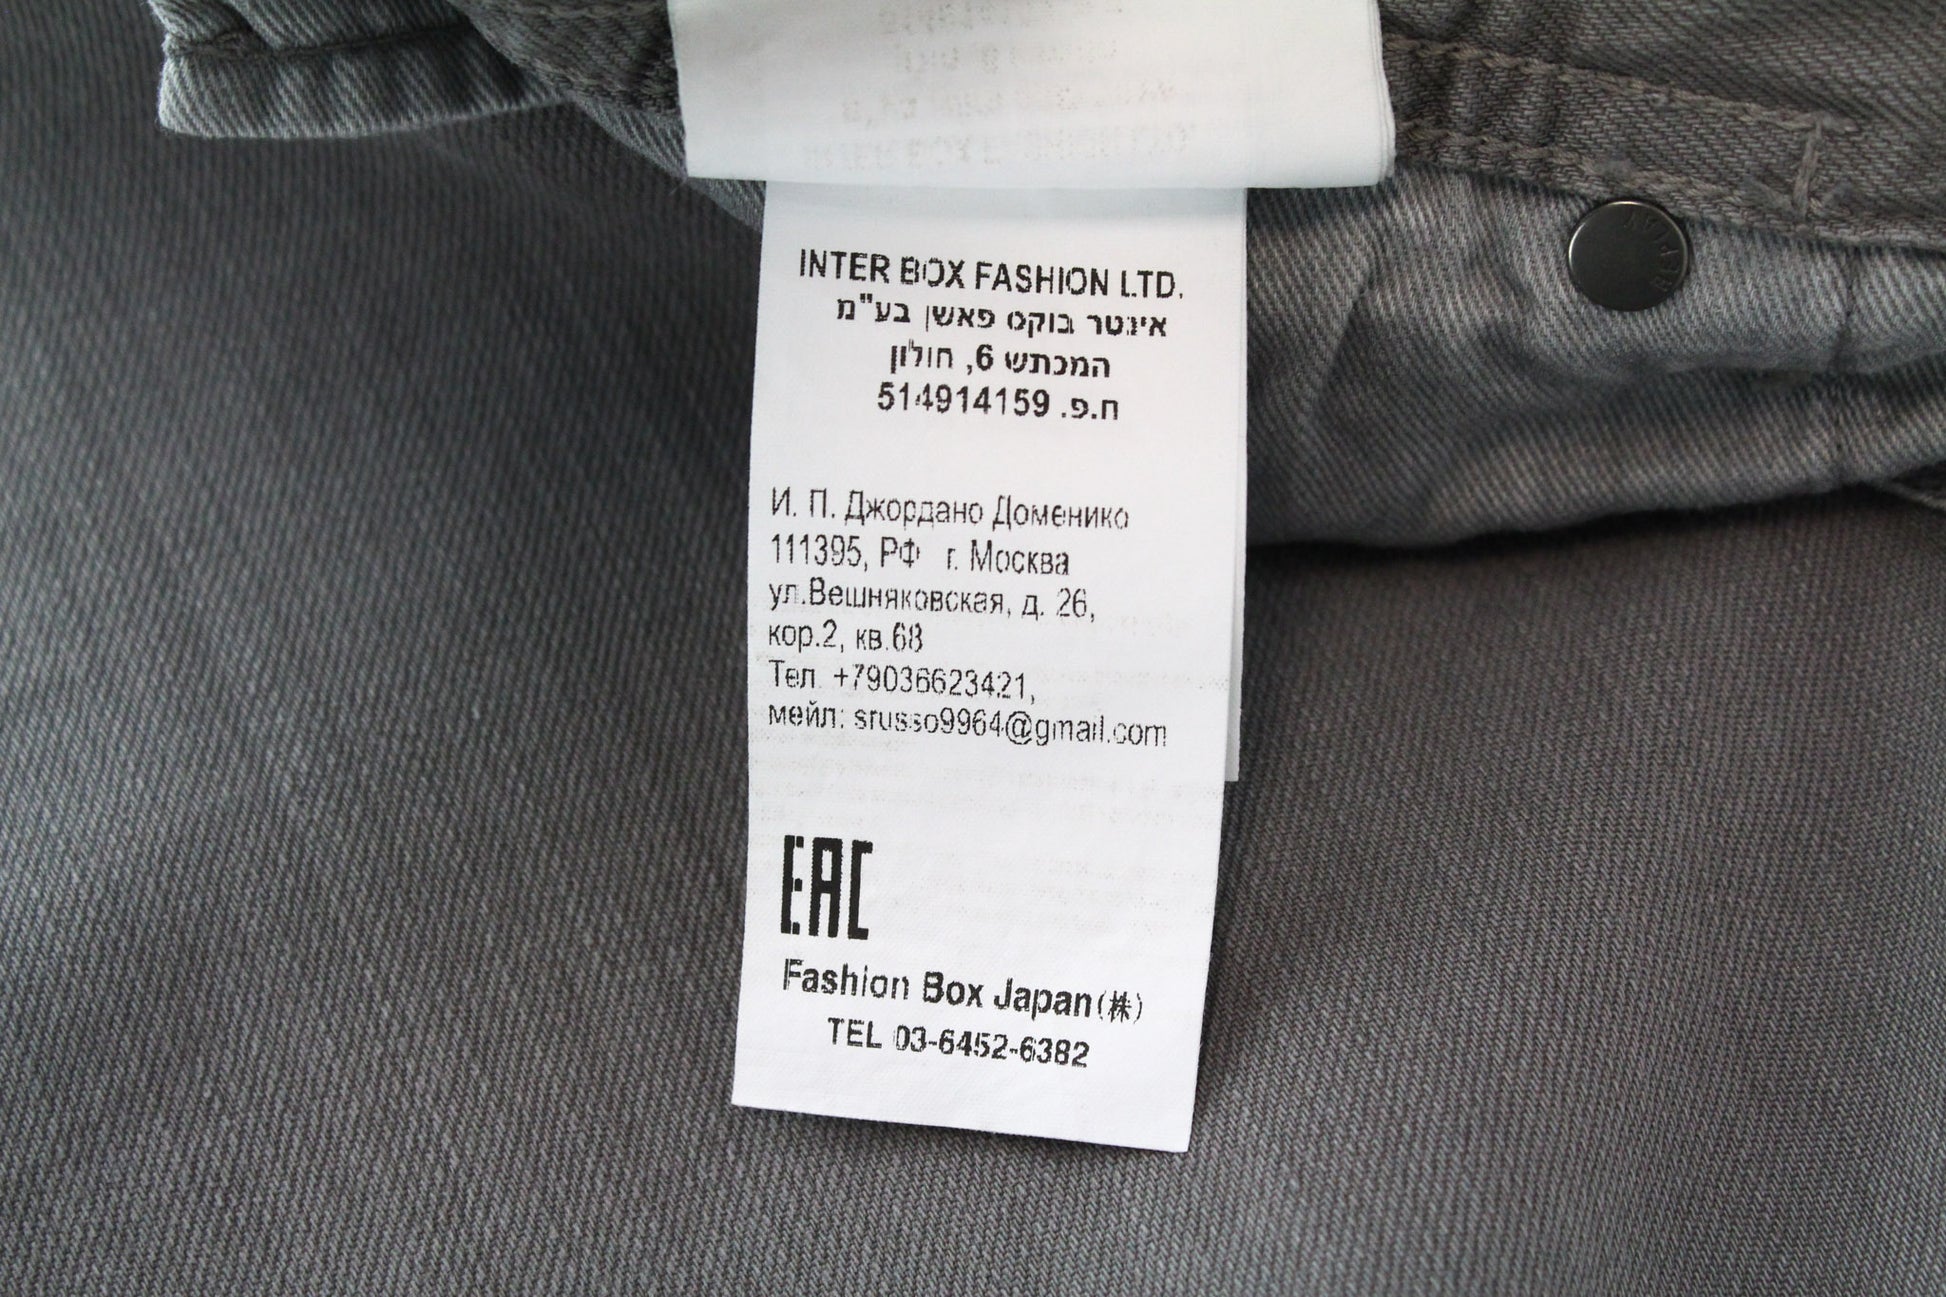 INTER BOX FASHION LTD.
אינטר בוקס פאשן בע"מ
המכתש 6, חולון
ח.פ. 514914159
И. П. Джордано Доменико
111395, РФ г. Москва
ул.Вешняковская, д. 26,
кор.2, кв.68
Тел. +79036623421,
мейл: srusso9964@gmail.com
EAC
Fashion Box Japan(株)
TEL 03-6452-6382
REPLAY